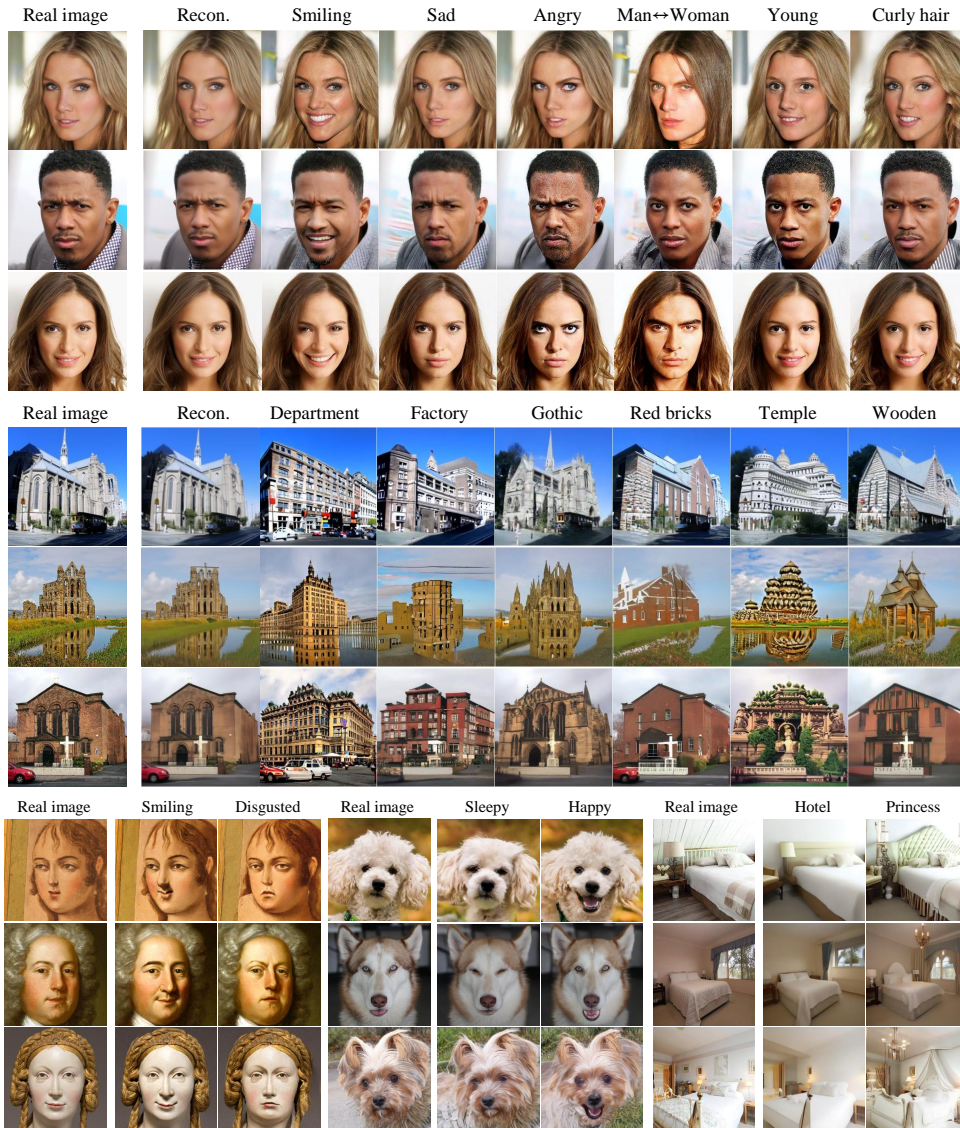 Real image Recon. Smiling Sad Angry Man↔Woman Young Curly hair
Real image Recon. Department Factory Gothic Red bricks Temple Wooden
Real image Smiling Disgusted Real image Sleepy Happy Real image Hotel Princess